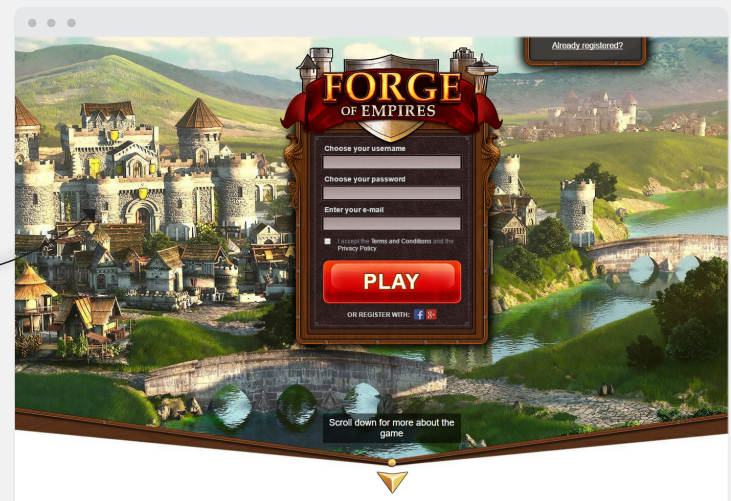 Already registered?
FORGE
OF EMPIRES
Choose your username
Choose your password
Enter your e-mail
I accept the Terms and Conditions and the
Privacy Policy
PLAY
OR REGISTER WITH: f g+
Scroll down for more about the
game